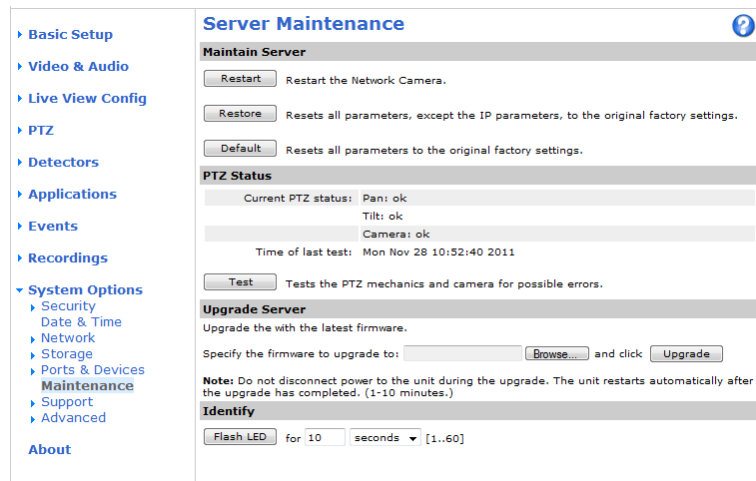 Basic Setup
Video & Audio
Live View Config
PTZ
Detectors
Applications
Events
Recordings
System Options
Security
Date & Time
Network
Storage
Ports & Devices
Maintenance
Support
Advanced
About
Server Maintenance
?
Maintain Server
Restart Restart the Network Camera.
Restore Resets all parameters, except the IP parameters, to the original factory settings.
Default Resets all parameters to the original factory settings.
PTZ Status
Current PTZ status: Pan: ok
Tilt: ok
Camera: ok
Time of last test: Mon Nov 28 10:52:40 2011
Test Tests the PTZ mechanics and camera for possible errors.
Upgrade Server
Upgrade the with the latest firmware.
Specify the firmware to upgrade to: Browse... and click Upgrade
Note: Do not disconnect power to the unit during the upgrade. The unit restarts automatically after
the upgrade has completed. (1-10 minutes.)
Identify
Flash LED for 10 seconds [1..60]